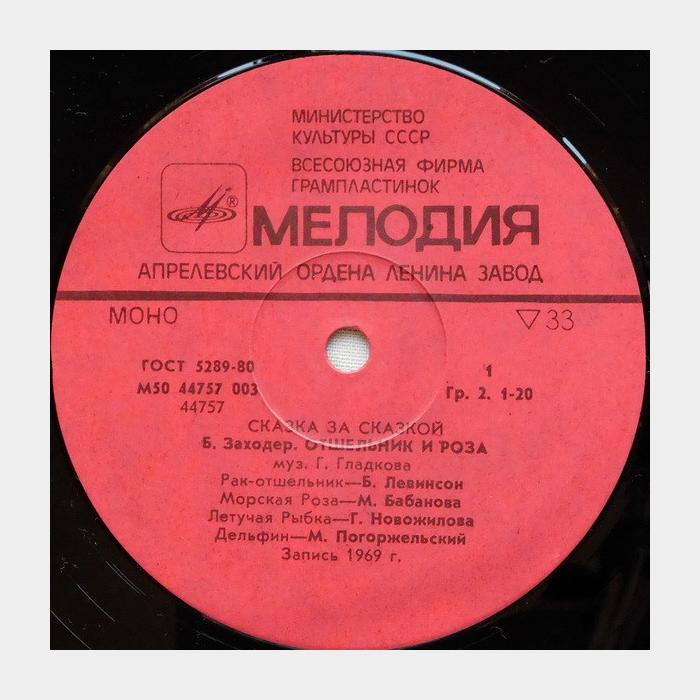 МИНИСТЕРСТВО
КУЛЬТУРЫ СССР
ВСЕСОЮЗНАЯ ФИРМА
ГРАМПЛАСТИНОК
®
МЕЛОДИЯ
АПРЕЛЕВСКИЙ ОРДЕНА ЛЕНИНА ЗАВОД
МОНО ▽33
ГОСТ 5289-80 1
М50 44757 003 Гр. 2. 1-20
44757
СКАЗКА ЗА СКАЗКОЙ
Б. Заходер. ОТШЕЛЬНИК И РОЗА
муз. Г. Гладкова
Рак-отшельник—Б. Левинсон
Морская Роза—М. Бабанова
Летучая Рыбка—Г. Новожилова
Дельфин—М. Погоржельский
Запись 1969 г.